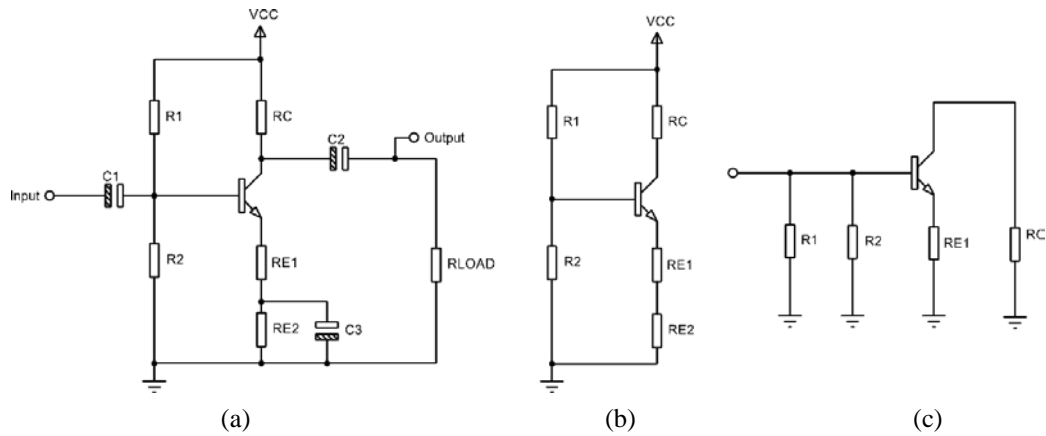 VCC
R1
RC
C2
Output
C1
Input
R2
RE1
RLOAD
RE2
C3
(a)
VCC
R1
RC
R2
RE1
RE2
(b)
R1
R2
RE1
(c)